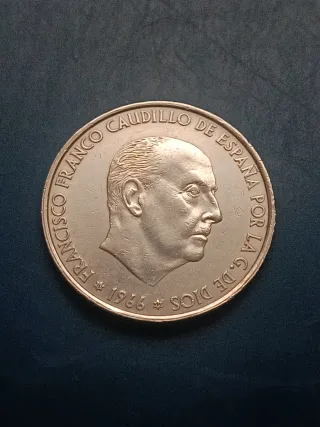 FRANCISCO FRANCO CAUDILLO DE ESPAÑA POR LA G. DE DIOS
* 1966 *